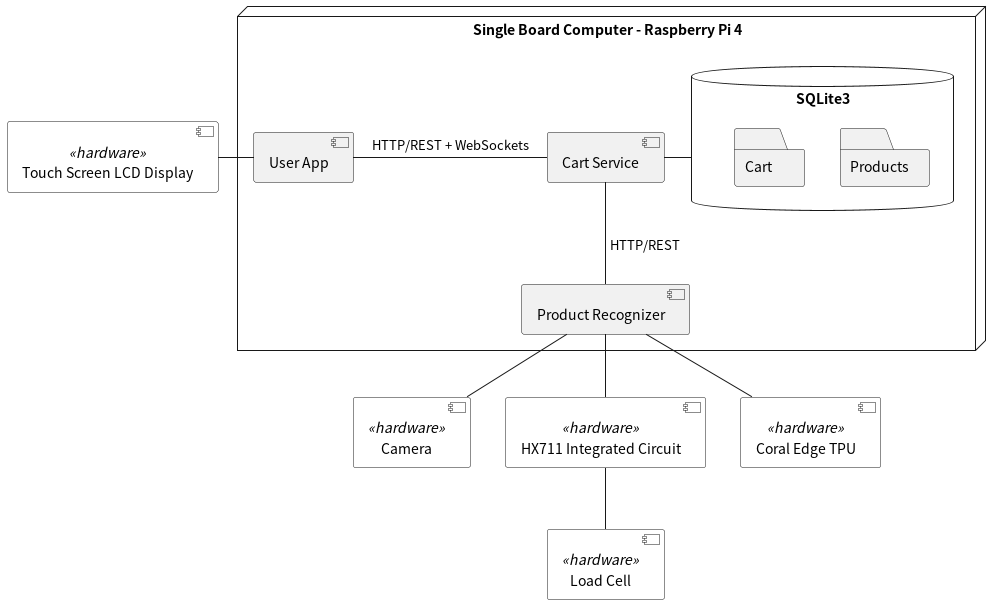 Single Board Computer - Raspberry Pi 4
SQLite3
«hardware»
Touch Screen LCD Display
User App
HTTP/REST + WebSockets
Cart Service
Cart
Products
HTTP/REST
Product Recognizer
«hardware»
Camera
«hardware»
HX711 Integrated Circuit
«hardware»
Coral Edge TPU
«hardware»
Load Cell